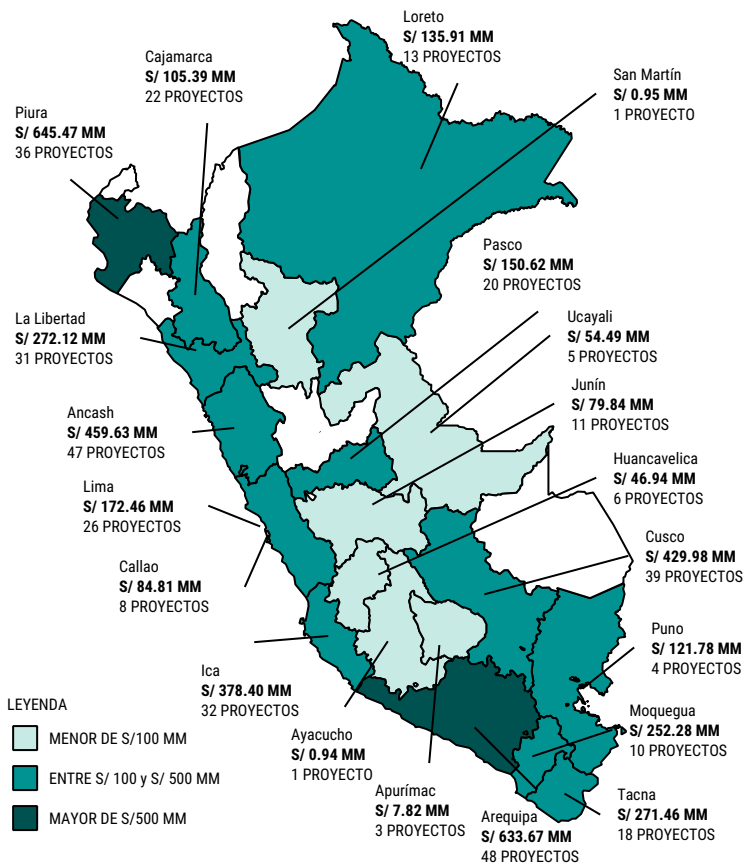 Loreto
S/ 135.91 MM
13 PROYECTOS
Cajamarca
S/ 105.39 MM
22 PROYECTOS
San Martín
S/ 0.95 MM
1 PROYECTO
Piura
S/ 645.47 MM
36 PROYECTOS
Pasco
S/ 150.62 MM
20 PROYECTOS
Ucayali
S/ 54.49 MM
5 PROYECTOS
La Libertad
S/ 272.12 MM
31 PROYECTOS
Junín
S/ 79.84 MM
11 PROYECTOS
Ancash
S/ 459.63 MM
47 PROYECTOS
Huancavelica
S/ 46.94 MM
6 PROYECTOS
Lima
S/ 172.46 MM
26 PROYECTOS
Cusco
S/ 429.98 MM
39 PROYECTOS
Callao
S/ 84.81 MM
8 PROYECTOS
Puno
S/ 121.78 MM
4 PROYECTOS
Ica
S/ 378.40 MM
32 PROYECTOS
Moquegua
S/ 252.28 MM
10 PROYECTOS
Ayacucho
S/ 0.94 MM
1 PROYECTO
Apurímac
S/ 7.82 MM
3 PROYECTOS
Arequipa
S/ 633.67 MM
48 PROYECTOS
Tacna
S/ 271.46 MM
18 PROYECTOS
LEYENDA
MENOR DE S/100 MM
ENTRE S/ 100 y S/ 500 MM
MAYOR DE S/500 MM